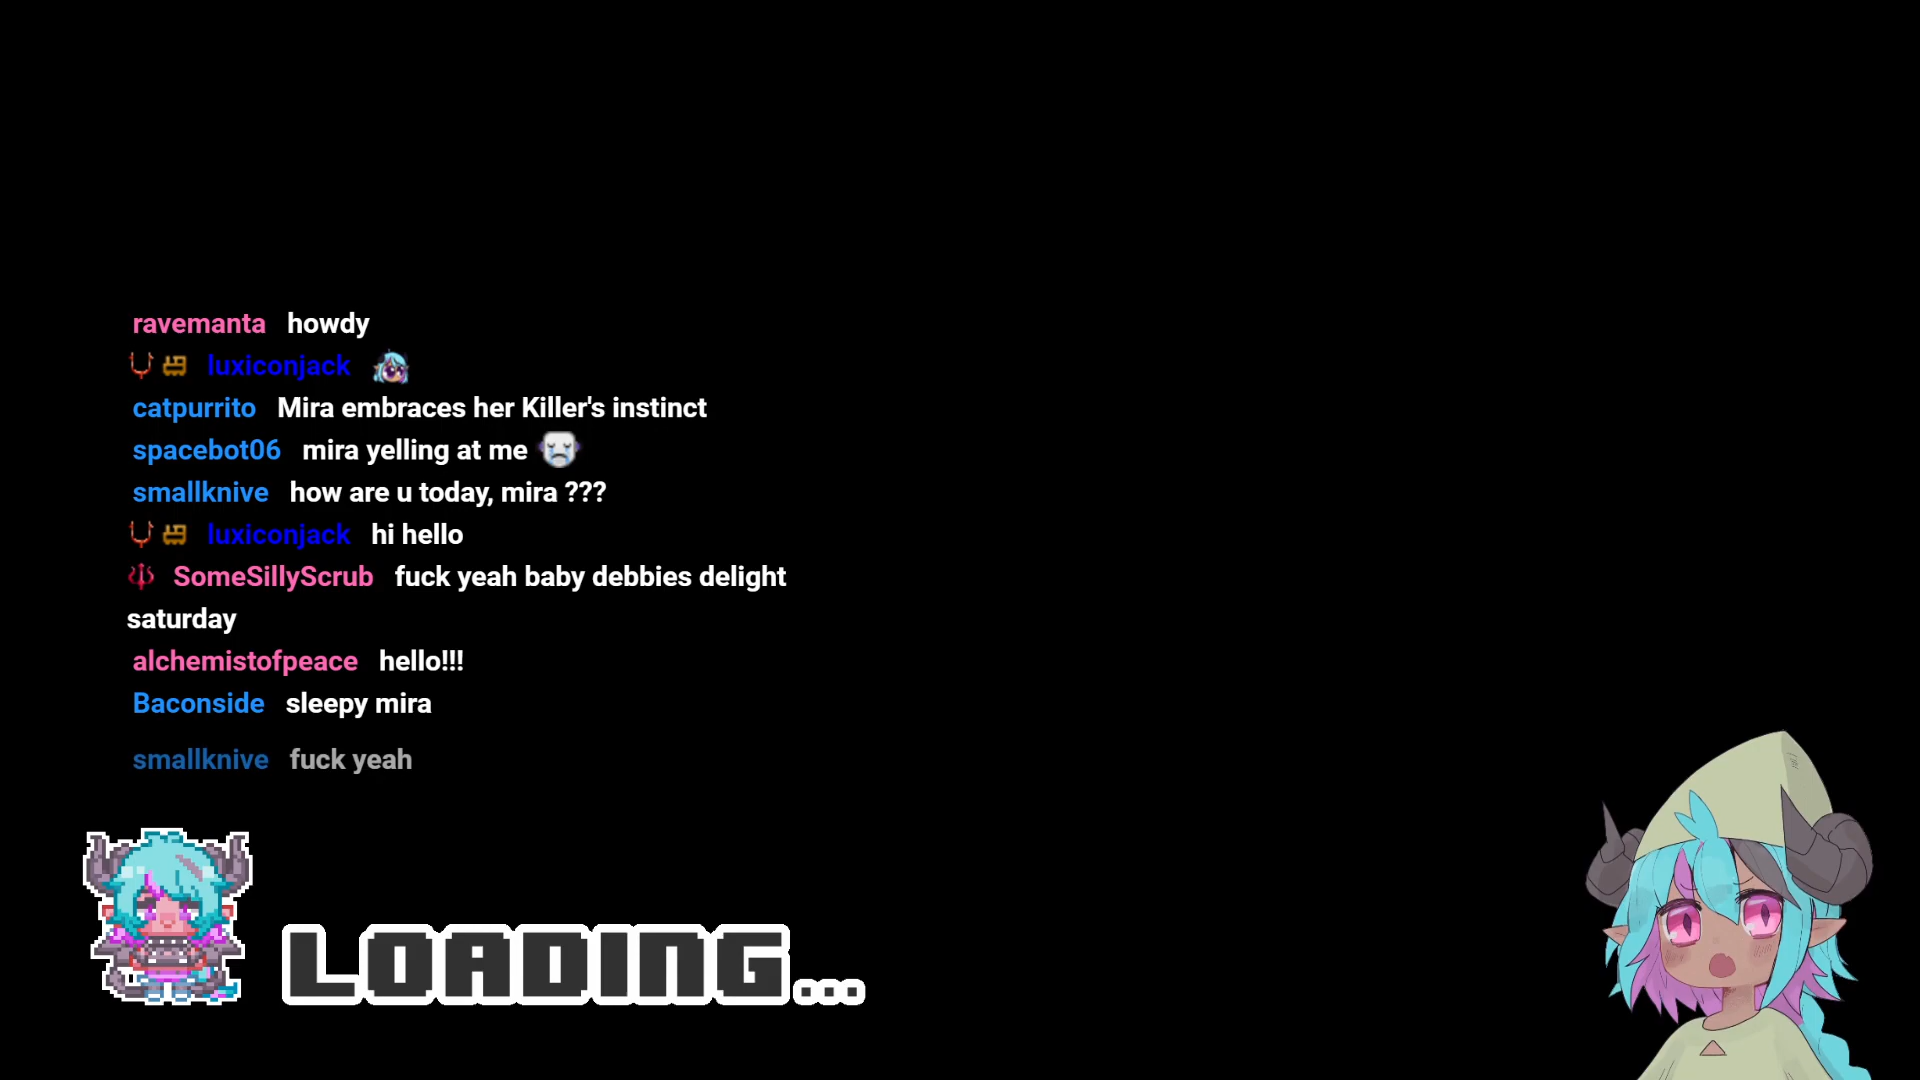 ravemanta howdy
luxiconjack
catpurrito Mira embraces her Killer's instinct
spacebot06 mira yelling at me
smallknive how are u today, mira ???
luxiconjack hi hello
SomeSillyScrub fuck yeah baby debbies delight
saturday
alchemistofpeace hello!!!
Baconside sleepy mira
smallknive fuck yeah
LOADING...